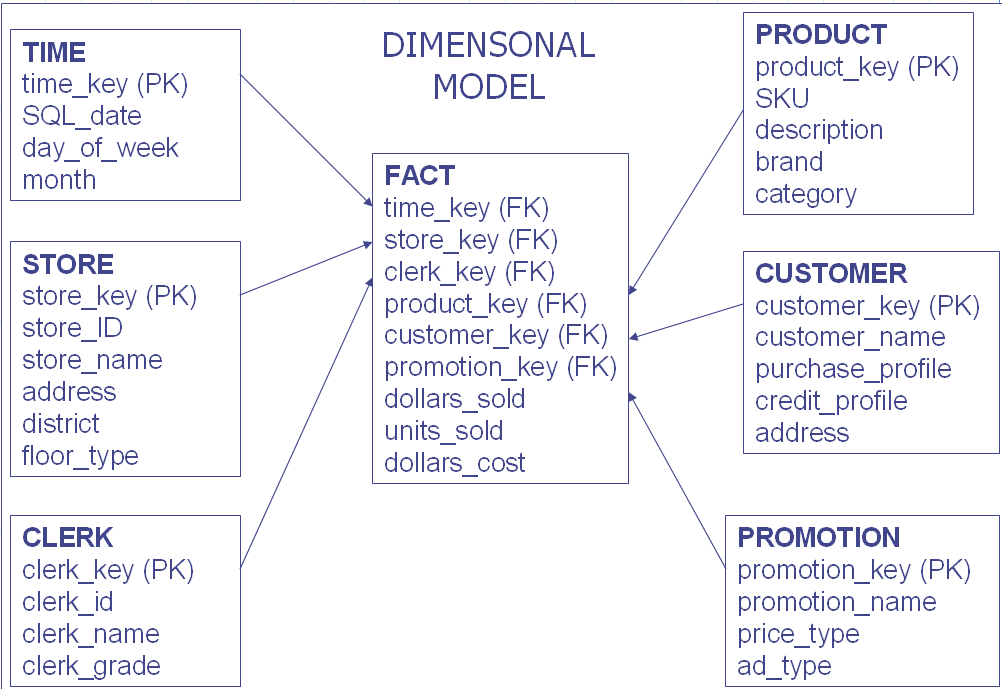 DIMENSONAL
MODEL
TIME
time_key (PK)
SQL_date
day_of_week
month
STORE
store_key (PK)
store_ID
store_name
address
district
floor_type
CLERK
clerk_key (PK)
clerk_id
clerk_name
clerk_grade
FACT
time_key (FK)
store_key (FK)
clerk_key (FK)
product_key (FK)
customer_key (FK)
promotion_key (FK)
dollars_sold
units_sold
dollars_cost
PRODUCT
product_key (PK)
SKU
description
brand
category
CUSTOMER
customer_key (PK)
customer_name
purchase_profile
credit_profile
address
PROMOTION
promotion_key (PK)
promotion_name
price_type
ad_type